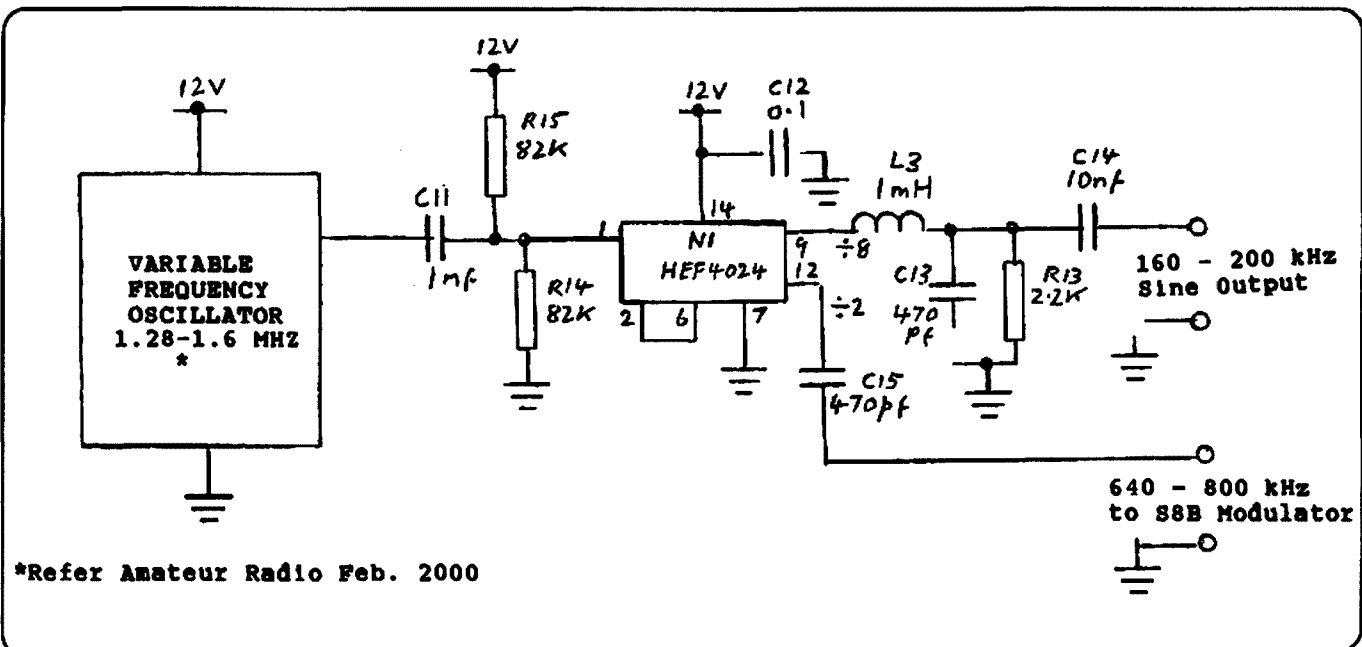 12V
12V
12V
C12
0.1
R15
82K
C11
1nf
VARIABLE
FREQUENCY
OSCILLATOR
1.28-1.6 MHZ
*
R14
82K
1
14
N1
HEF4024
2
6
7
9
÷8
12
÷2
L3
1mH
C13
470
pf
R13
2.2K
C14
10nf
160 - 200 kHz
Sine Output
C15
470pf
640 - 800 kHz
to SSB Modulator
*Refer Amateur Radio Feb. 2000